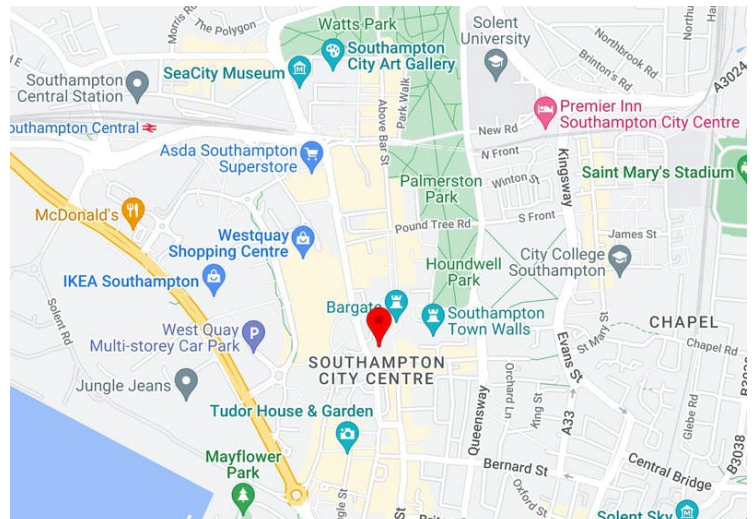 Watts Park
The Polygon
Morris Rd
Solent
University
Southampton
City Art Gallery
Northbrook Rd
Brinton's Rd
SeaCity Museum
A3024
Southampton
Central Station
Park Walk
Above Bar St
Premier Inn
Southampton City Centre
outhampton Central
New Rd
N Front
Kingsway
Asda Southampton
Superstore
Saint Mary's Stadium
Winton St
Palmerston
Park
McDonald's
S Front
Pound Tree Rd
James St
Westquay
Shopping Centre
City College
Southampton
Houndwell
Park
IKEA Southampton
Solent Rd
Bargate
Southampton
Town Walls
West Quay
Multi-storey Car Park
CHAPEL
St Mary St
Chapel Rd
Evans St
SOUTHAMPTON
CITY CENTRE
Jungle Jeans
Orchard Ln
King St
Queensway
A33
Glebe Rd
Tudor House & Garden
B3038
Mayflower
Park
Bernard St
Central Bridge
Oxford St
Solent Sky